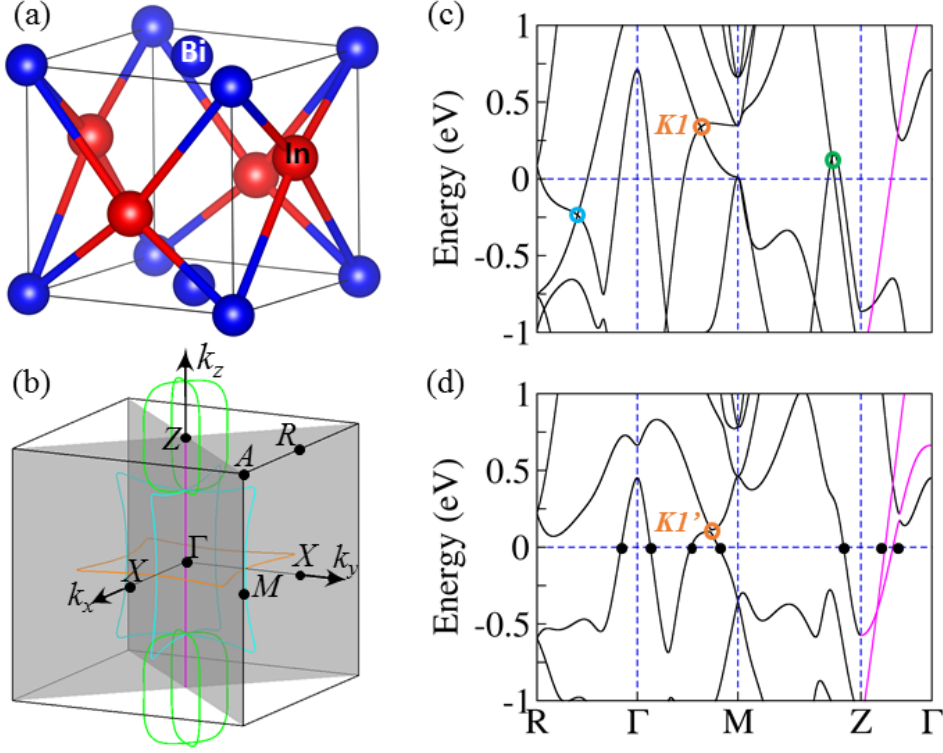 (a)
Bi
In
(b)
k_z
Z
R
A
Γ
X
X
k_y
k_x
M
(c)
Energy (eV)
1
0.5
0
-0.5
-1
K1
(d)
Energy (eV)
1
0.5
0
-0.5
-1
K1’
R Γ M Z Γ